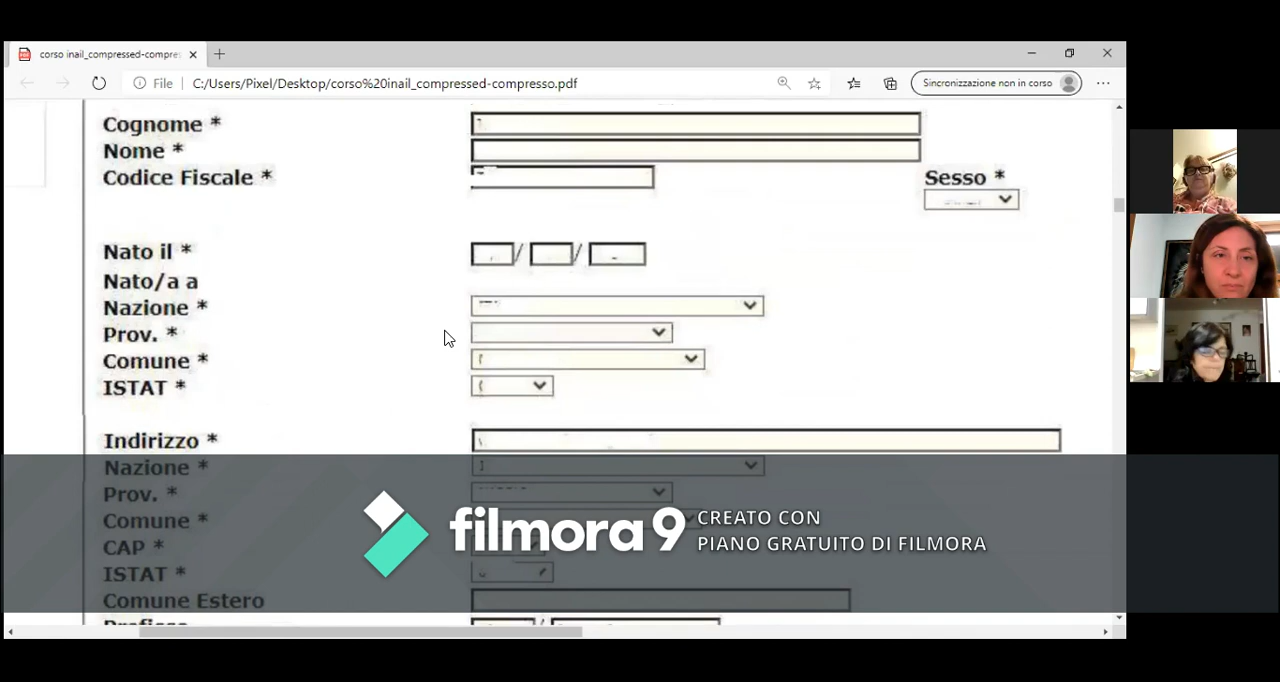 corso inail_compressed-compre:
File
C:/Users/Pixel/Desktop/corso%20inail_compressed-compresso.pdf
Sincronizzazione non in corso
Cognome *
Nome *
Codice Fiscale *
Sesso *
Nato il *
/ /
Nato/a a
Nazione *
Prov. *
Comune *
ISTAT *
Indirizzo *
Nazione *
Prov. *
Comune *
CAP *
ISTAT *
Comune Estero
Prefisso
/
filmora 9
CREATO CON
PIANO GRATUITO DI FILMORA